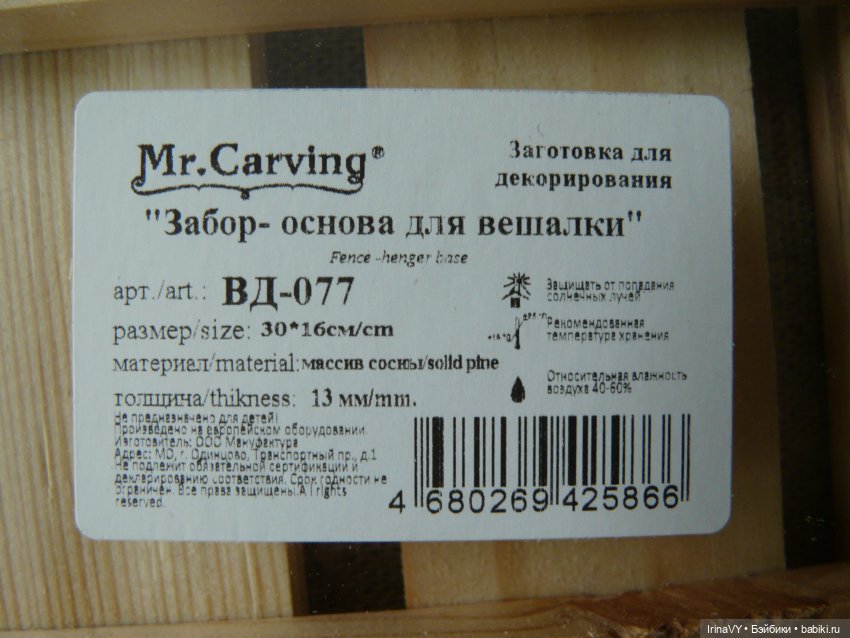 Mr.Carving®
Заготовка для
декорирования
"Забор- основа для вешалки"
Fence -henger base
арт./art.: ВД-077
размер/size: 30*16см/cm
материал/material: массив сосны/solid pine
толщина/thikness: 13 мм/mm.
Защищать от попадания
солнечных лучей
Рекомендованная
температура хранения
Относительная влажность
воздуха 40-60%
Не предназначено для детей!
Произведено на европейском оборудовании.
Изготовитель: ООО Мануфактура
Адрес: МО, г. Одинцово, Транспортный пр., д.1
Не подлежит обязательной сертификации и
декларированию соответствия. Срок годности не
ограничен. Все права защищены.All rights
reserved.
4 680269 425866
IrinaVY • Бэйбики • babiki.ru